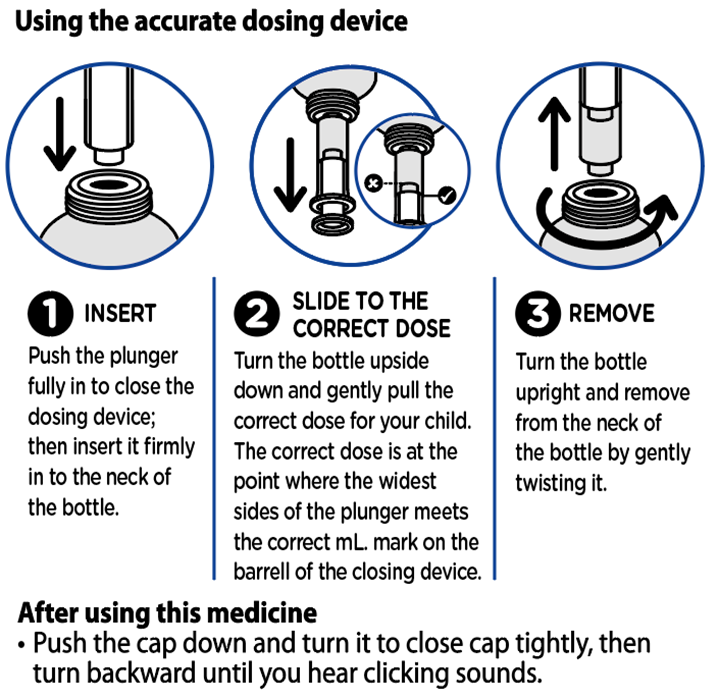 Using the accurate dosing device
1 INSERT
Push the plunger
fully in to close the
dosing device;
then insert it firmly
in to the neck of
the bottle.
2 SLIDE TO THE
CORRECT DOSE
Turn the bottle upside
down and gently pull the
correct dose for your child.
The correct dose is at the
point where the widest
sides of the plunger meets
the correct mL. mark on the
barrell of the closing device.
3 REMOVE
Turn the bottle
upright and remove
from the neck of
the bottle by gently
twisting it.
After using this medicine
• Push the cap down and turn it to close cap tightly, then
turn backward until you hear clicking sounds.